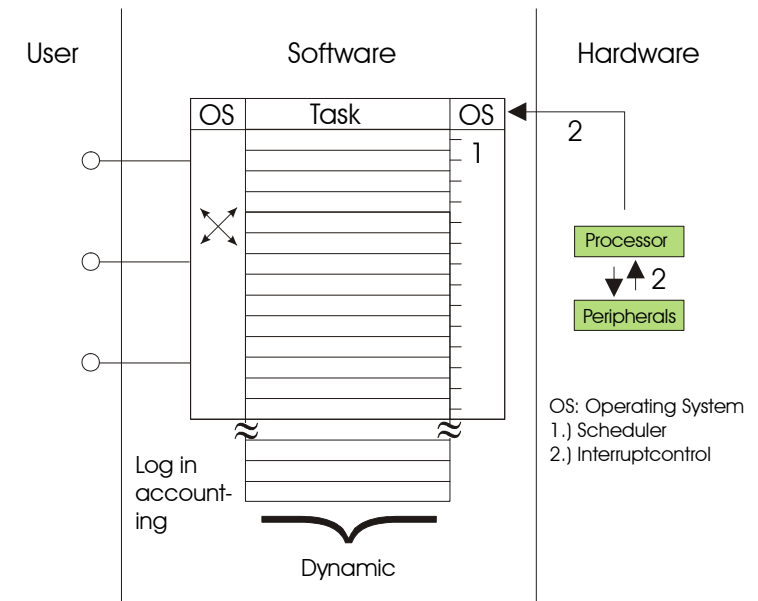 User
Software
Hardware
OS
Task
OS
1
2
Processor
2
Peripherals
OS: Operating System
1.) Scheduler
2.) Interruptcontrol
Log in
account-
ing
Dynamic